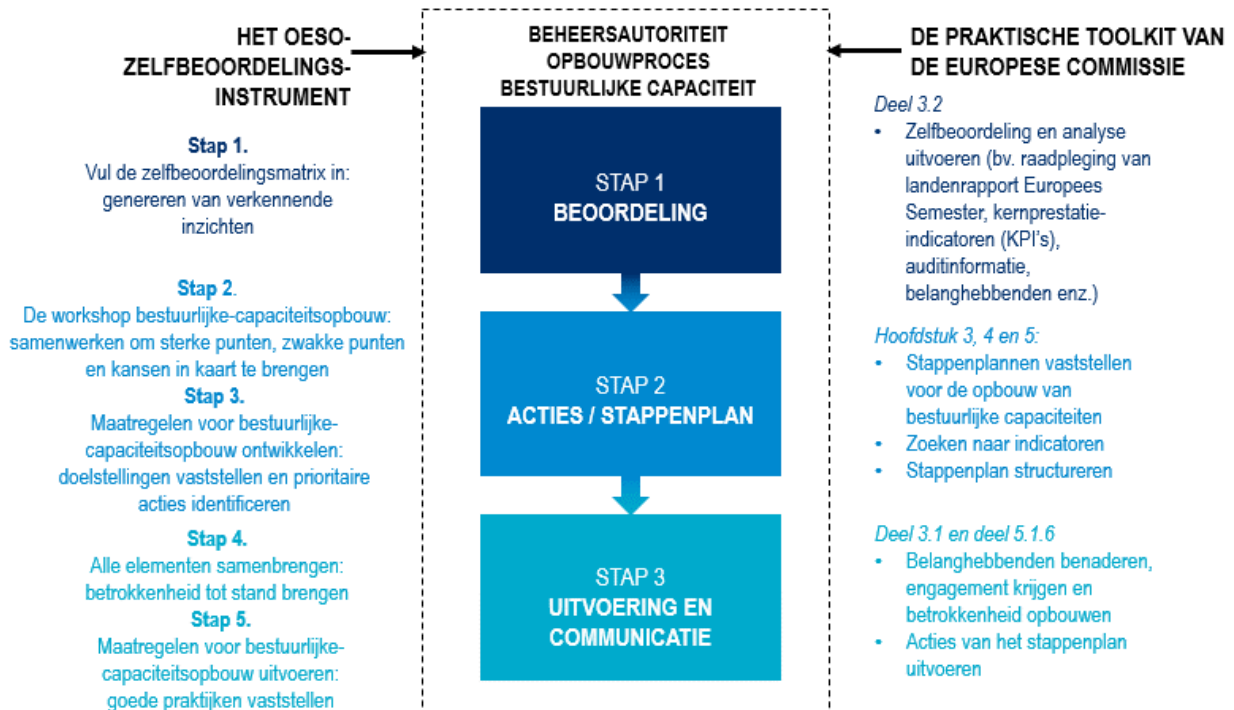 HET OESO-
ZELFBEOORDELINGS-
INSTRUMENT
Stap 1.
Vul de zelfbeoordelingsmatrix in:
genereren van verkennende
inzichten
Stap 2.
De workshop bestuurlijke-capaciteitsopbouw:
samenwerken om sterke punten, zwakke punten
en kansen in kaart te brengen
Stap 3.
Maatregelen voor bestuurlijke-
capaciteitsopbouw ontwikkelen:
doelstellingen vaststellen en prioritaire
acties identificeren
Stap 4.
Alle elementen samenbrengen:
betrokkenheid tot stand brengen
Stap 5.
Maatregelen voor bestuurlijke-
capaciteitsopbouw uitvoeren:
goede praktijken vaststellen
BEHEERSAUTORITEIT
OPBOUWPROCES
BESTUURLIJKE CAPACITEIT
STAP 1
BEOORDELING
STAP 2
ACTIES / STAPPENPLAN
STAP 3
UITVOERING EN
COMMUNICATIE
DE PRAKTISCHE TOOLKIT VAN
DE EUROPESE COMMISSIE
Deel 3.2
• Zelfbeoordeling en analyse
uitvoeren (bv. raadpleging van
landenrapport Europees
Semester, kernprestatie-
indicatoren (KPI's),
auditinformatie,
belanghebbenden enz.)
Hoofdstuk 3, 4 en 5:
• Stappenplannen vaststellen
voor de opbouw van
bestuurlijke capaciteiten
• Zoeken naar indicatoren
• Stappenplan structureren
Deel 3.1 en deel 5.1.6
• Belanghebbenden benaderen,
engagement krijgen en
betrokkenheid opbouwen
• Acties van het stappenplan
uitvoeren